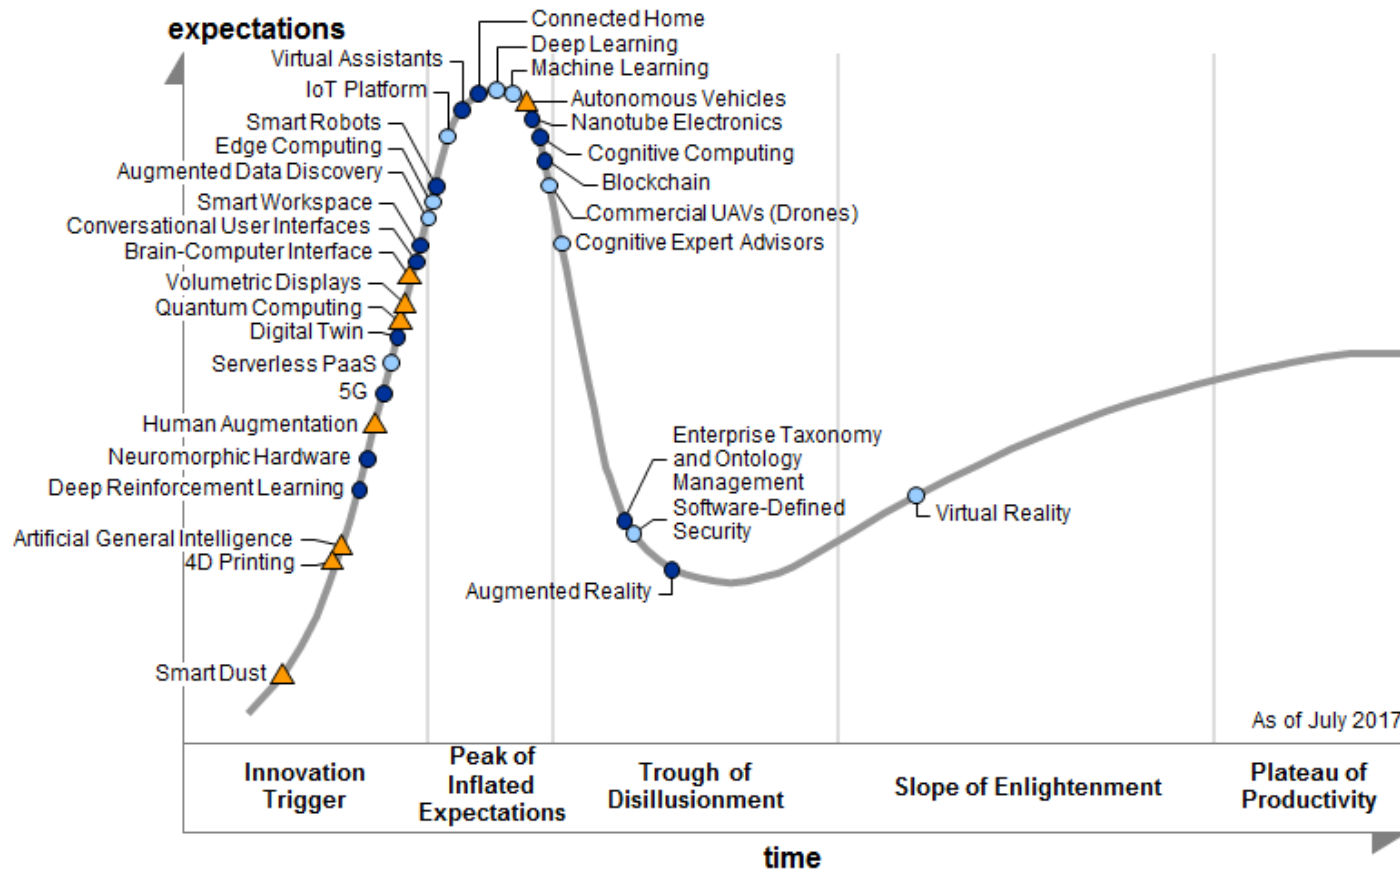 expectations
Connected Home
Deep Learning
Virtual Assistants
Machine Learning
IoT Platform
Autonomous Vehicles
Smart Robots
Nanotube Electronics
Edge Computing
Cognitive Computing
Augmented Data Discovery
Blockchain
Smart Workspace
Commercial UAVs (Drones)
Conversational User Interfaces
Cognitive Expert Advisors
Brain-Computer Interface
Volumetric Displays
Quantum Computing
Digital Twin
Serverless PaaS
5G
Human Augmentation
Neuromorphic Hardware
Deep Reinforcement Learning
Enterprise Taxonomy
and Ontology
Management
Software-Defined
Security
Virtual Reality
Artificial General Intelligence
4D Printing
Augmented Reality
Smart Dust
As of July 2017
Innovation
Trigger
Peak of
Inflated
Expectations
Trough of
Disillusionment
Slope of Enlightenment
Plateau of
Productivity
time